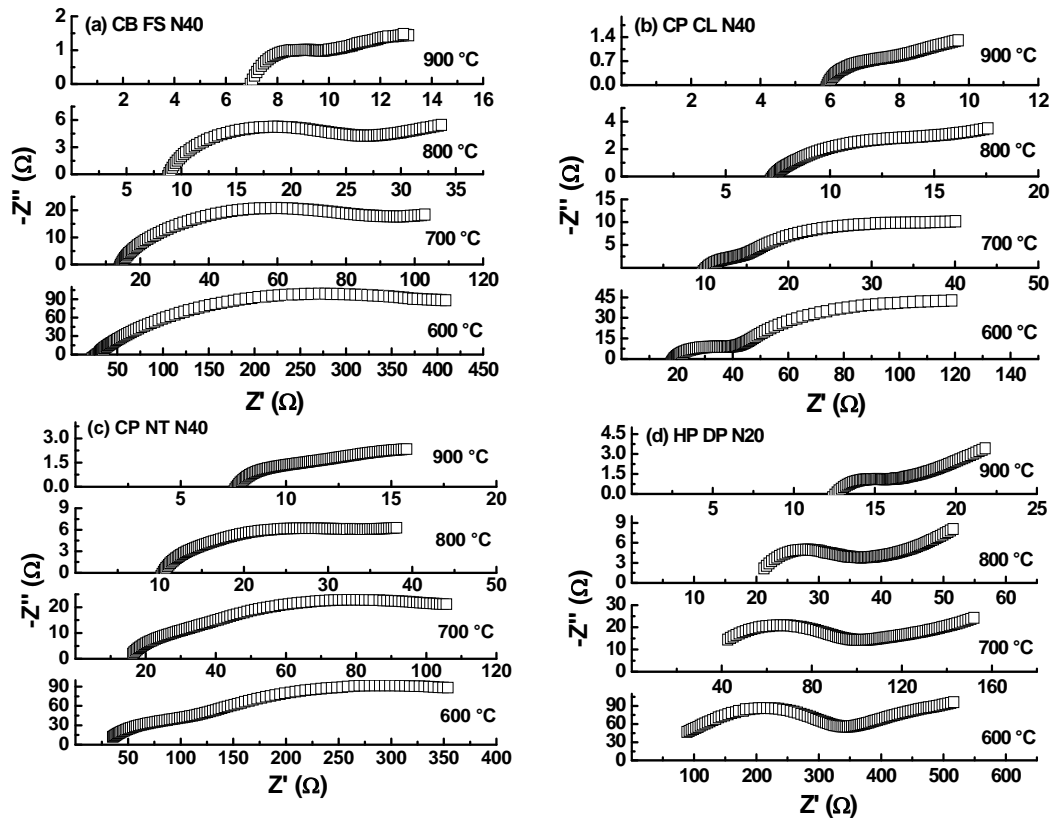 (a) CB FS N40
2
1
0
900 °C
2 4 6 8 10 12 14 16
6
4
2
0
800 °C
5 10 15 20 25 30 35
20
10
0
700 °C
20 40 60 80 100 120
90
60
30
0
600 °C
50 100 150 200 250 300 350 400 450
-Z" (Ω)
Z' (Ω)
(b) CP CL N40
1.4
0.7
0.0
900 °C
2 4 6 8 10 12
4
2
0
800 °C
5 10 15 20
15
10
5
700 °C
10 20 30 40 50
45
30
15
0
600 °C
20 40 60 80 100 120 140
-Z" (Ω)
Z' (Ω)
(c) CP NT N40
3.0
1.5
0.0
900 °C
5 10 15 20
9
6
3
0
800 °C
10 20 30 40 50
20
10
0
700 °C
20 40 60 80 100 120
90
60
30
0
600 °C
50 100 150 200 250 300 350 400
-Z" (Ω)
Z' (Ω)
(d) HP DP N20
4.5
3.0
1.5
0.0
900 °C
5 10 15 20 25
9
6
3
0
800 °C
10 20 30 40 50 60
30
20
10
0
700 °C
40 80 120 160
90
60
30
0
600 °C
100 200 300 400 500 600
-Z" (Ω)
Z' (Ω)